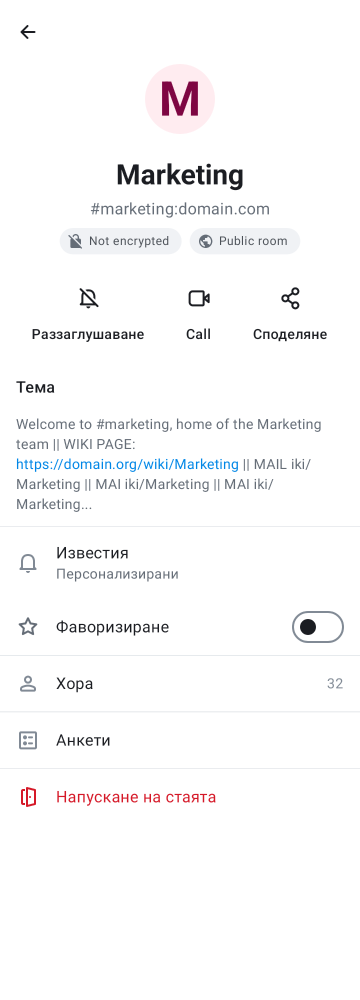 M
Marketing
#marketing:domain.com
Not encrypted
Public room
Раззаглушаване
Call
Споделяне
Тема
Welcome to #marketing, home of the Marketing
team || WIKI PAGE:
https://domain.org/wiki/Marketing || MAIL iki/
Marketing || MAI iki/Marketing || MAI iki/
Marketing...
Известия
Персонализирани
Фаворизиране
Хора
32
Анкети
Напускане на стаята